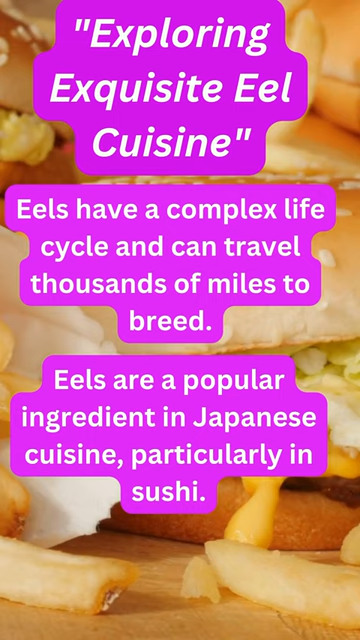 "Exploring
Exquisite Eel
Cuisine"
Eels have a complex life
cycle and can travel
thousands of miles to
breed.
Eels are a popular
ingredient in Japanese
cuisine, particularly in
sushi.